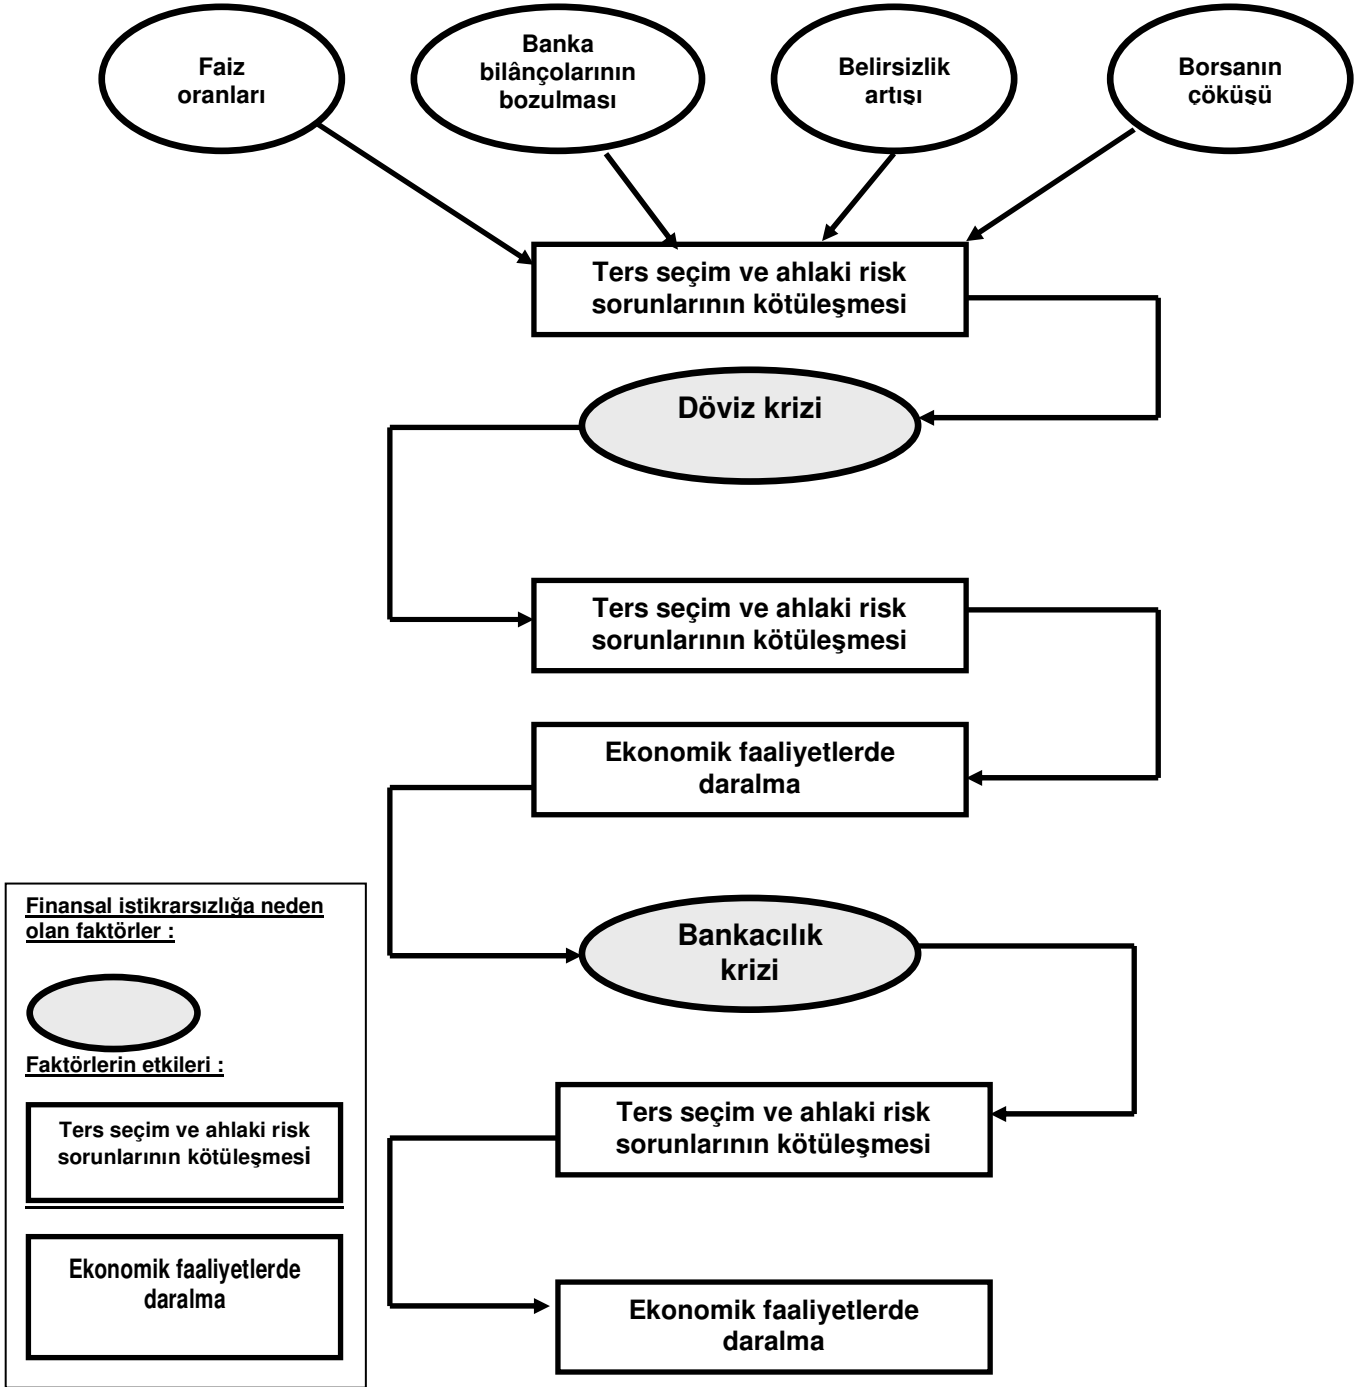 Faiz
oranları
Banka
bilânçolarının
bozulması
Belirsizlik
artışı
Borsanın
çöküşü
Ters seçim ve ahlaki risk
sorunlarının kötüleşmesi
Döviz krizi
Ters seçim ve ahlaki risk
sorunlarının kötüleşmesi
Ekonomik faaliyetlerde
daralma
Bankacılık
krizi
Ters seçim ve ahlaki risk
sorunlarının kötüleşmesi
Ekonomik faaliyetlerde
daralma
Finansal istikrarsızlığa neden
olan faktörler :
Faktörlerin etkileri :
Ters seçim ve ahlaki risk
sorunlarının kötüleşmesi
Ekonomik faaliyetlerde
daralma